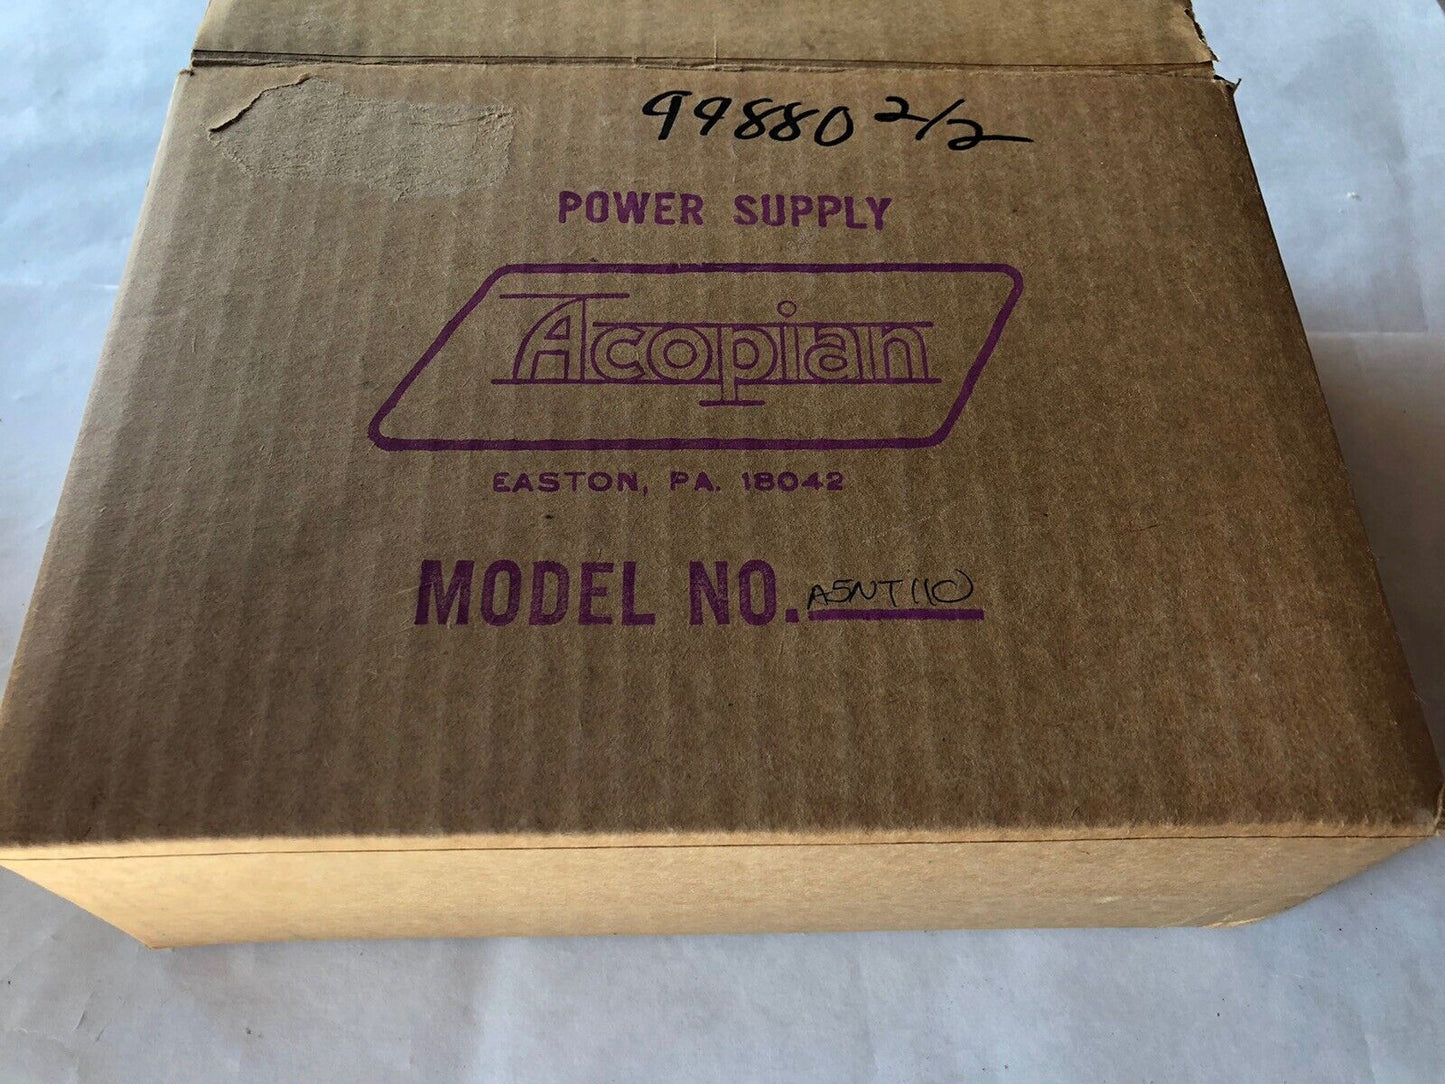 99880 2/2
POWER SUPPLY
Acopian
EASTON, PA. 18042
MODEL NO. A5NT110